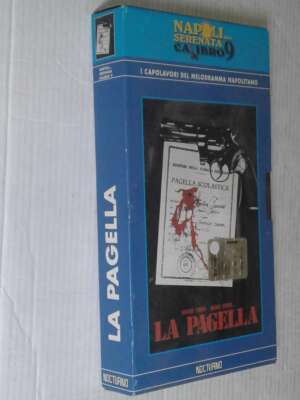 NAPOLI...
SERENATA
CALIBRO 9
I CAPOLAVORI DEL MELODRAMMA NAPOLETANO
PAGELLA SCOLASTICA
LA PAGELLA
NOCTURNO
LA PAGELLA
NOCTURNO